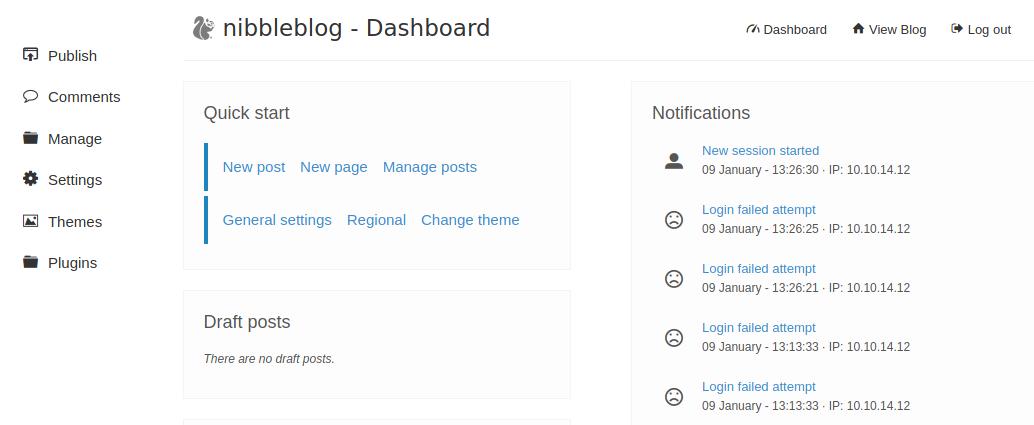 nibbleblog - Dashboard
Dashboard
View Blog
Log out
Publish
Comments
Manage
Settings
Themes
Plugins
Quick start
New post New page Manage posts
General settings Regional Change theme
Draft posts
There are no draft posts.
Notifications
New session started
09 January - 13:26:30 · IP: 10.10.14.12
Login failed attempt
09 January - 13:26:25 · IP: 10.10.14.12
Login failed attempt
09 January - 13:26:21 · IP: 10.10.14.12
Login failed attempt
09 January - 13:13:33 · IP: 10.10.14.12
Login failed attempt
09 January - 13:13:33 · IP: 10.10.14.12